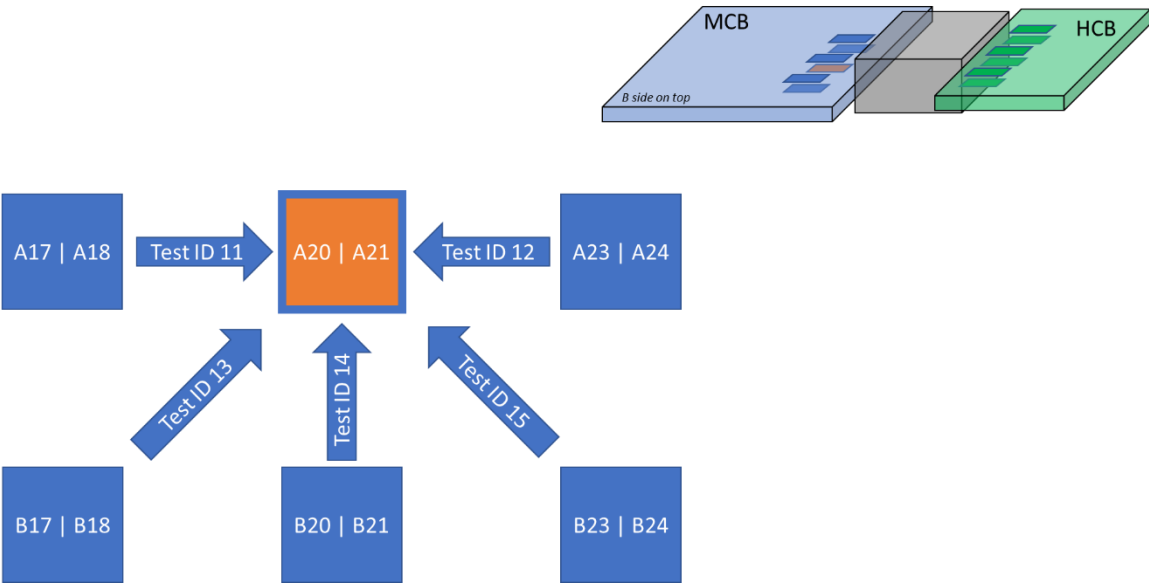 MCB
HCB
B side on top
A17 | A18
Test ID 11
A20 | A21
Test ID 12
A23 | A24
Test ID 13
Test ID 14
Test ID 15
B17 | B18
B20 | B21
B23 | B24